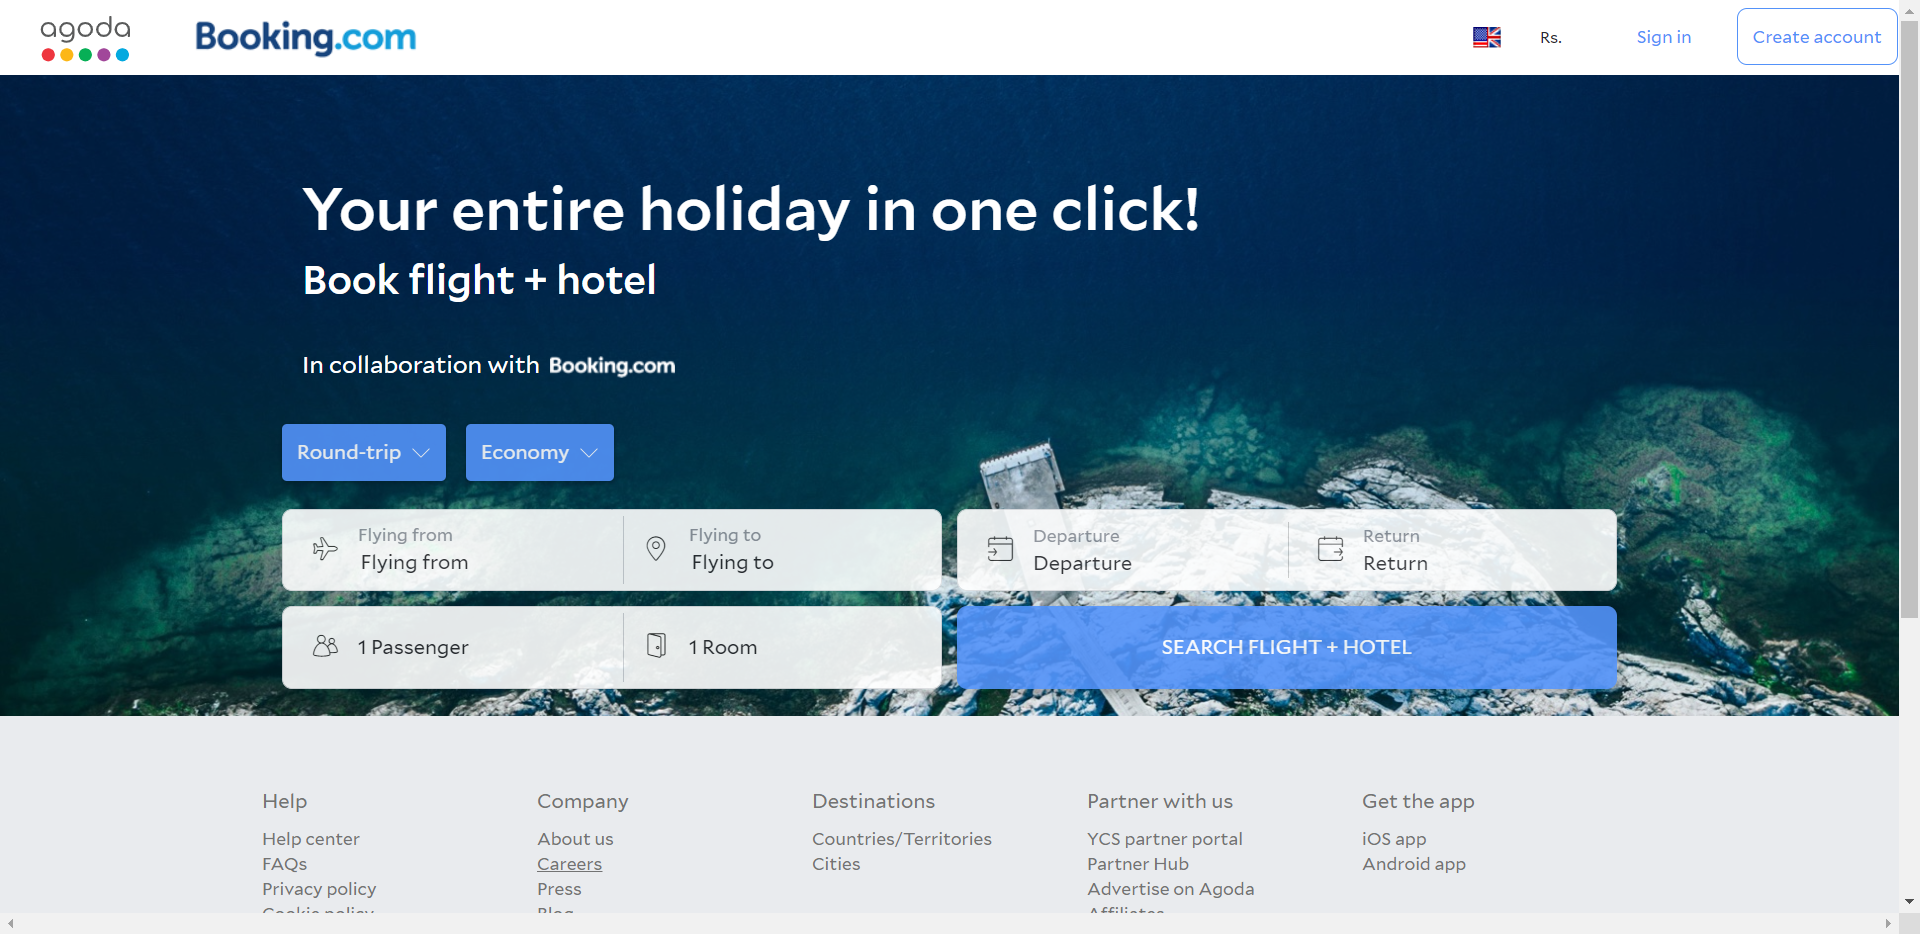 agoda
Booking.com
Rs.
Sign in
Create account
Your entire holiday in one click!
Book flight + hotel
In collaboration with Booking.com
Round-trip
Economy
Flying from
Flying from
Flying to
Flying to
Departure
Departure
Return
Return
1 Passenger
1 Room
SEARCH FLIGHT + HOTEL
Help
Help center
FAQs
Privacy policy
Cookie policy
Company
About us
Careers
Press
Blog
Destinations
Countries/Territories
Cities
Partner with us
YCS partner portal
Partner Hub
Advertise on Agoda
Affiliates
Get the app
iOS app
Android app